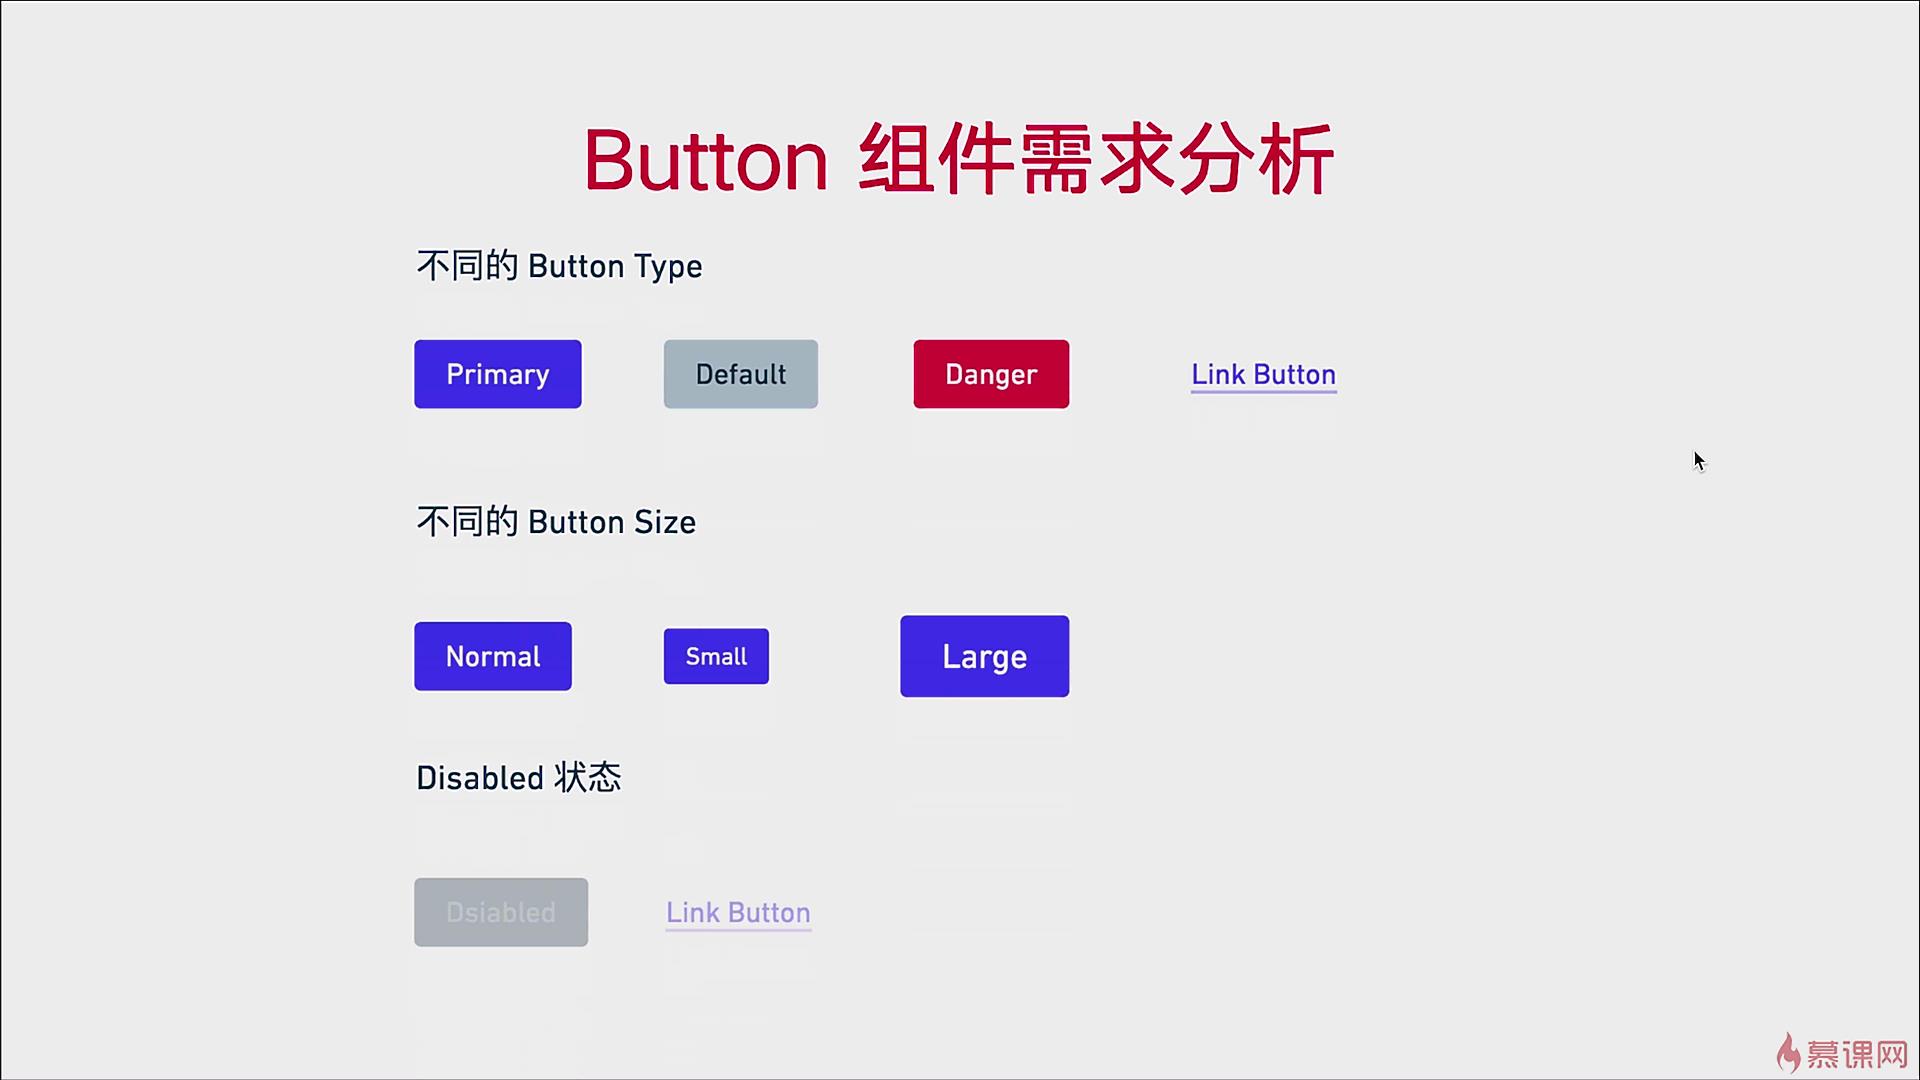 Button 组件需求分析
不同的 Button Type
Primary
Default
Danger
Link Button
不同的 Button Size
Normal
Small
Large
Disabled 状态
Dsiabled
Link Button
慕课网